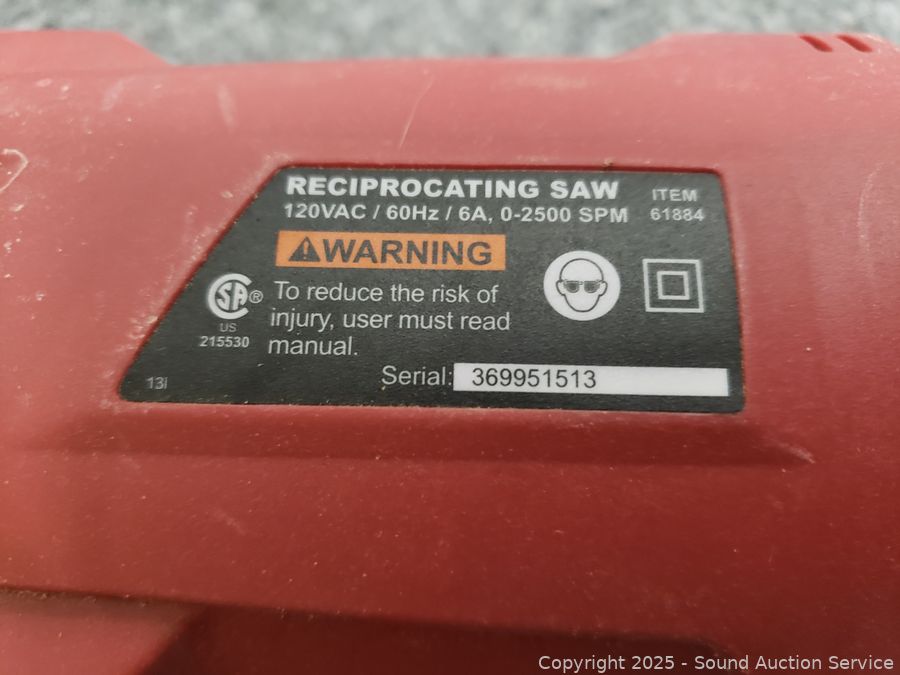 RECIPROCATING SAW
120VAC / 60Hz / 6A, 0-2500 SPM
ITEM
61884
WARNING
SA®
US
215530
To reduce the risk of
injury, user must read
manual.
Serial: 369951513
13i
Copyright 2025 - Sound Auction Service